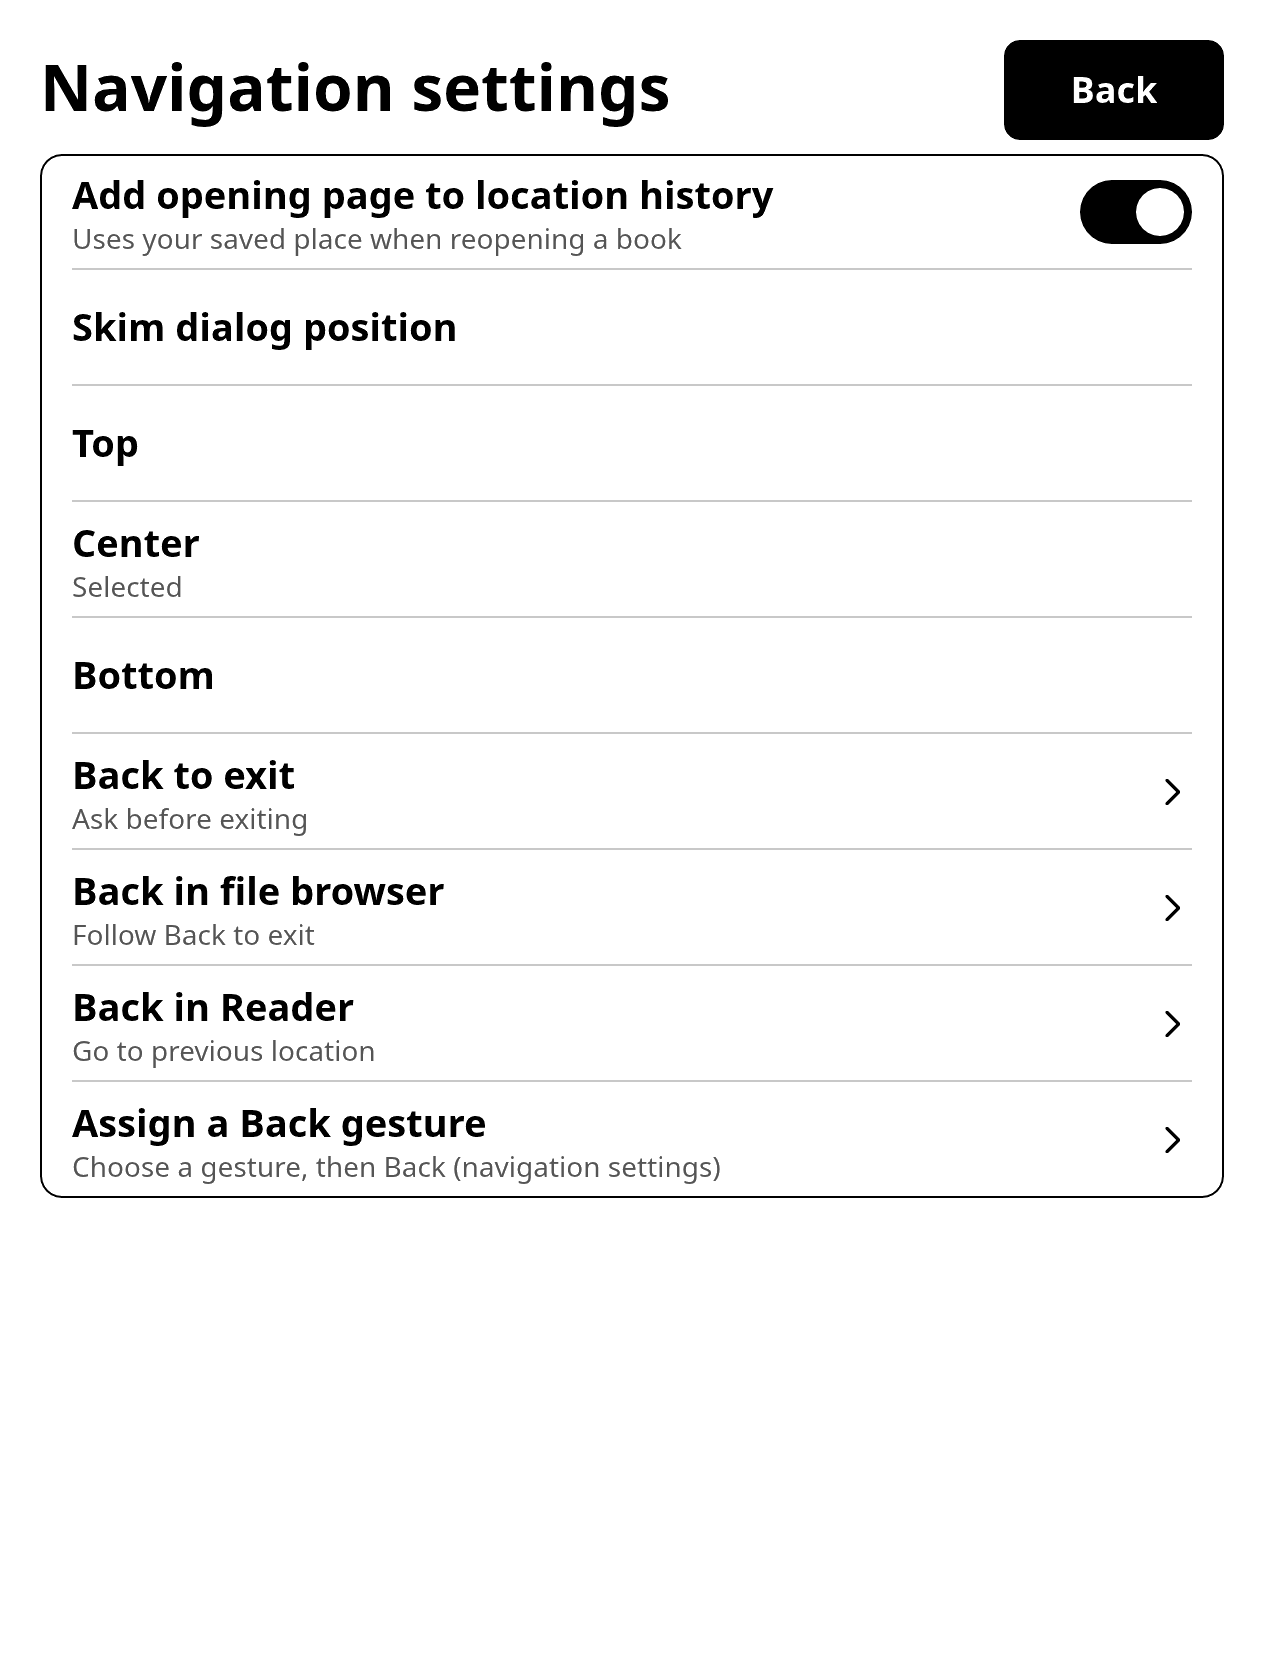 Navigation settings
Back
Add opening page to location history
Uses your saved place when reopening a book
Skim dialog position
Top
Center
Selected
Bottom
Back to exit
Ask before exiting
Back in file browser
Follow Back to exit
Back in Reader
Go to previous location
Assign a Back gesture
Choose a gesture, then Back (navigation settings)